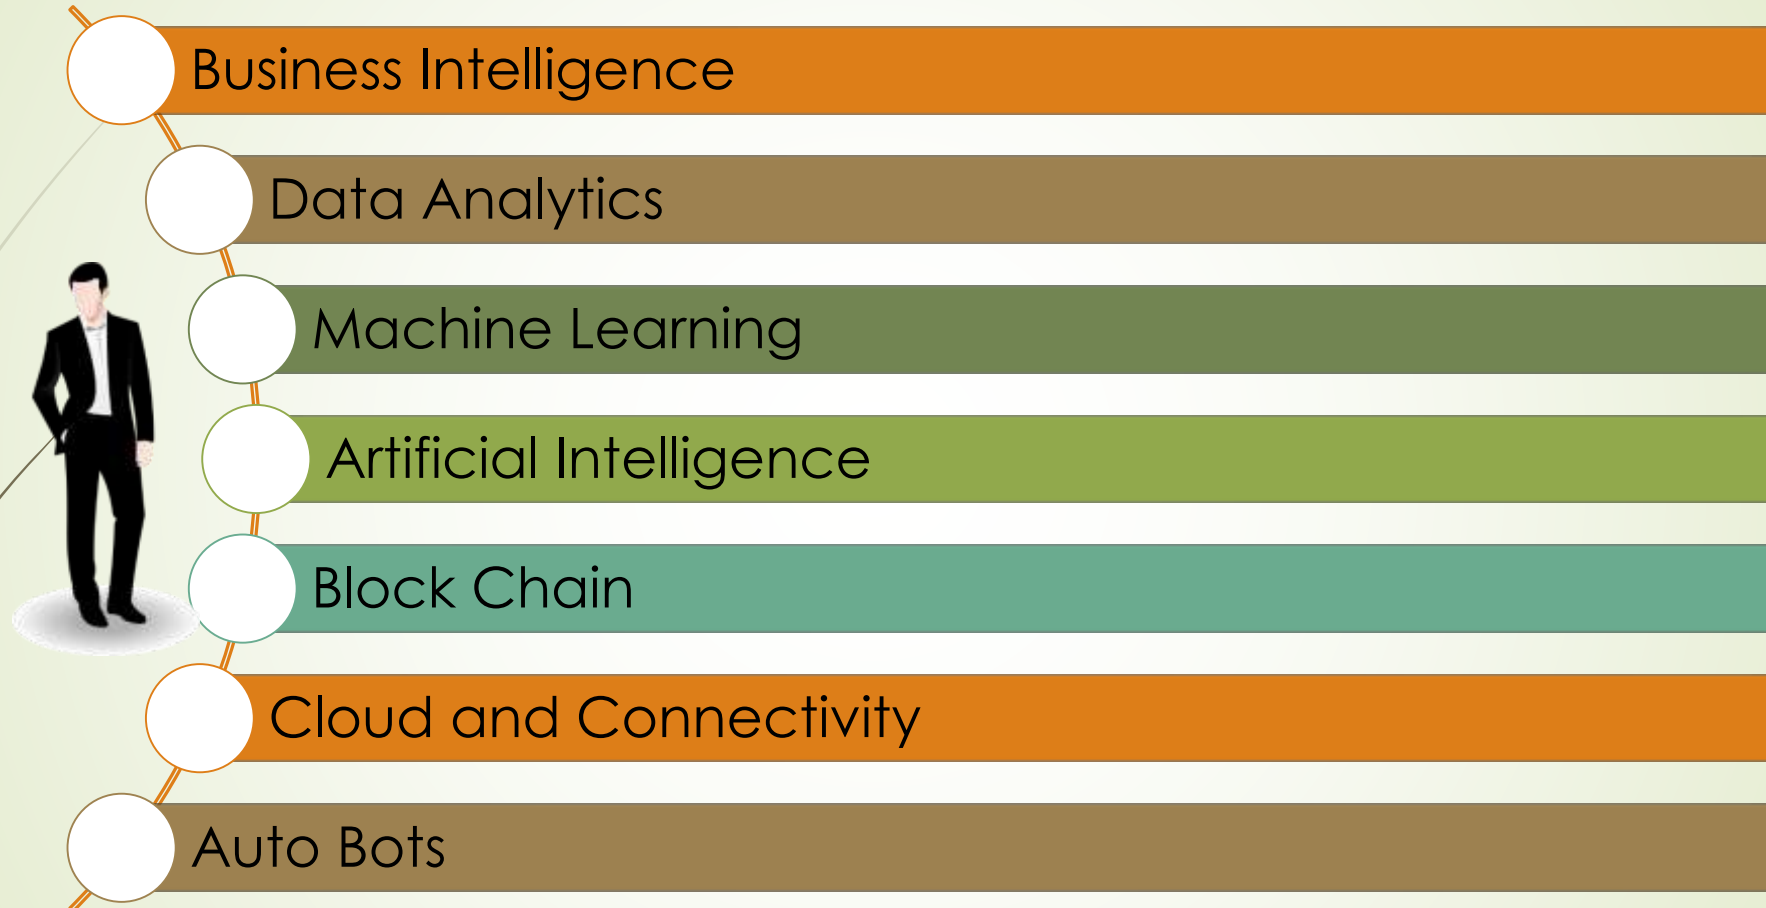 Business Intelligence
Data Analytics
Machine Learning
Artificial Intelligence
Block Chain
Cloud and Connectivity
Auto Bots